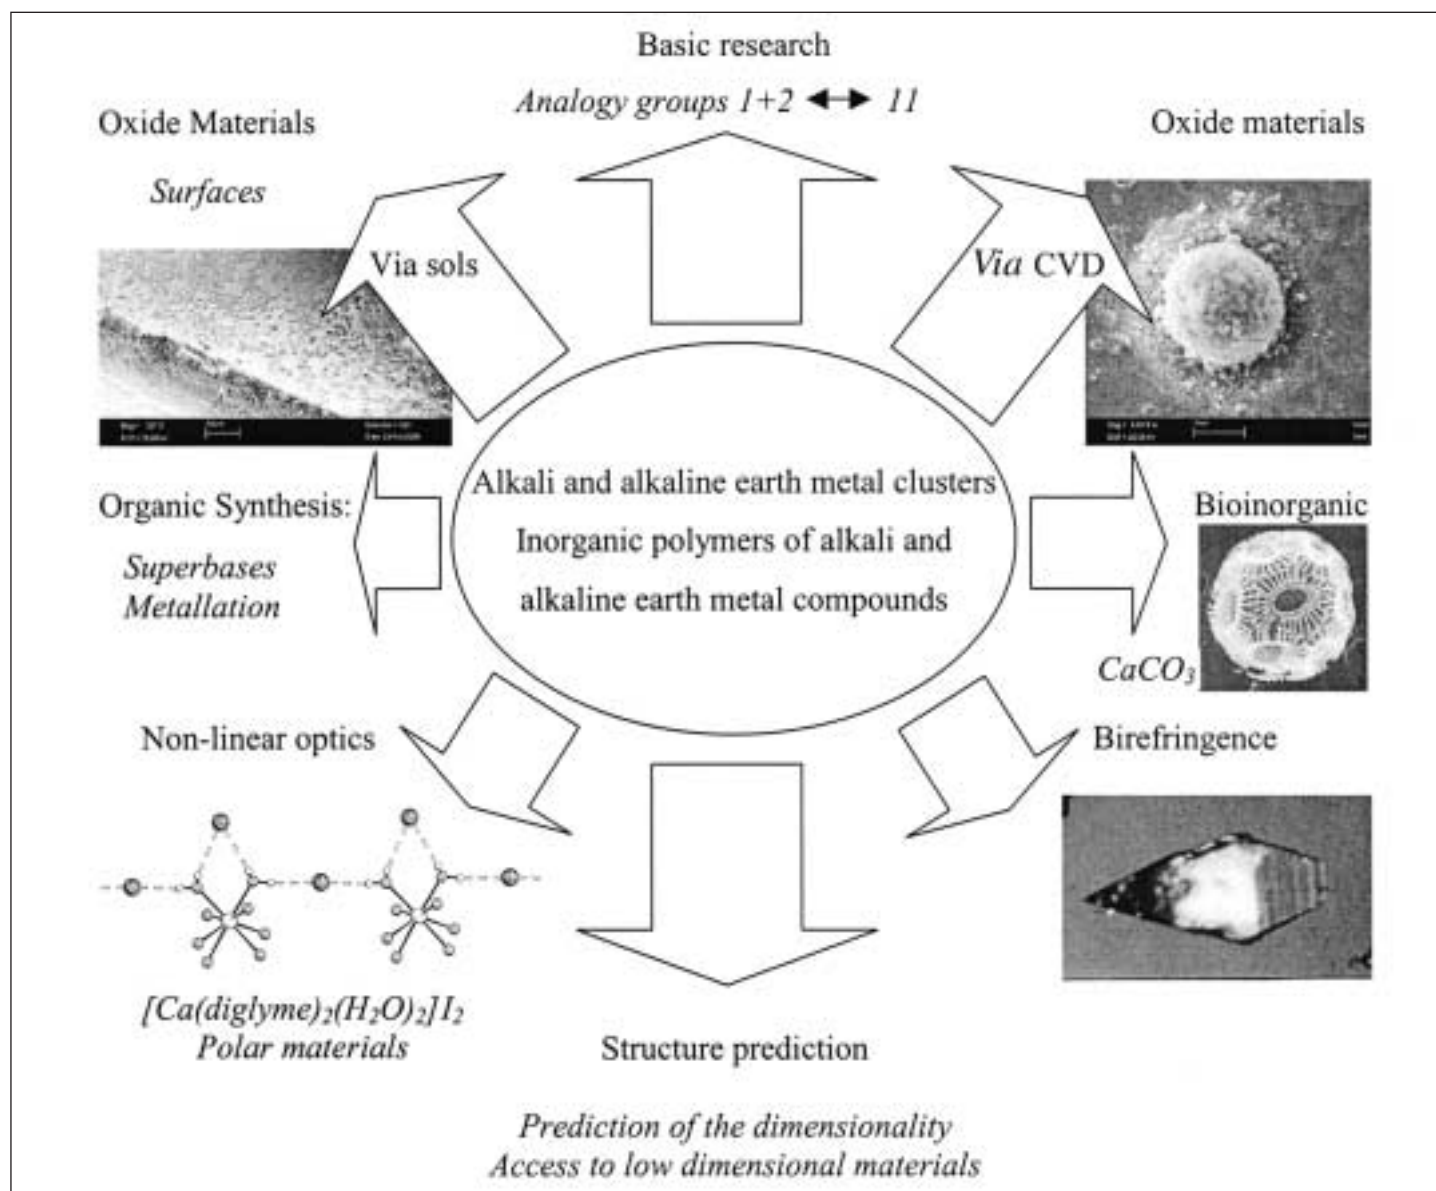 Basic research
Analogy groups 1+2 ◄─► 11
Oxide Materials
Surfaces
Via sols
Oxide materials
Via CVD
Alkali and alkaline earth metal clusters
Inorganic polymers of alkali and
alkaline earth metal compounds
Organic Synthesis:
Superbases
Metallation
Bioinorganic
CaCO₃
Non-linear optics
[Ca(diglyme)₂(H₂O)₂]I₂
Polar materials
Birefringence
Structure prediction
Prediction of the dimensionality
Access to low dimensional materials